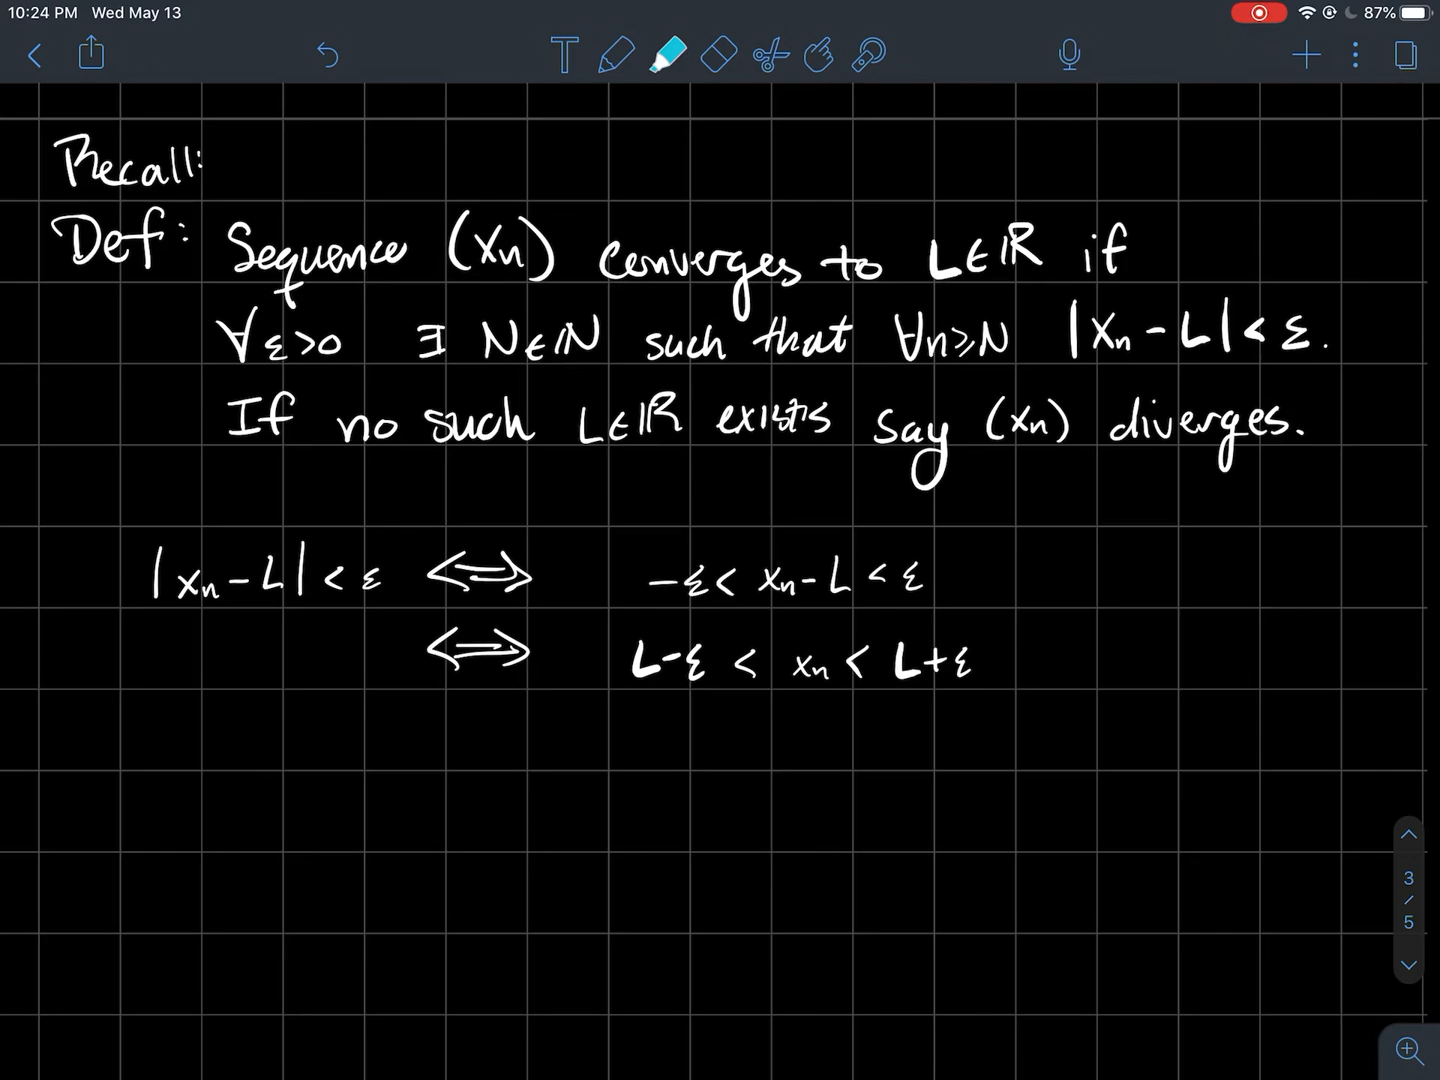 10:24 PM Wed May 13 87%
T
Recall:
Def: Sequence (xn) converges to L∈ℝ if
∀ε>0 ∃ N∈ℕ such that ∀n≥N |xn - L| < ε.
If no such L∈ℝ exists say (xn) diverges.
|xn - L| < ε ⟺ -ε < xn - L < ε
⟺ L-ε < xn < L+ε
3
/
5